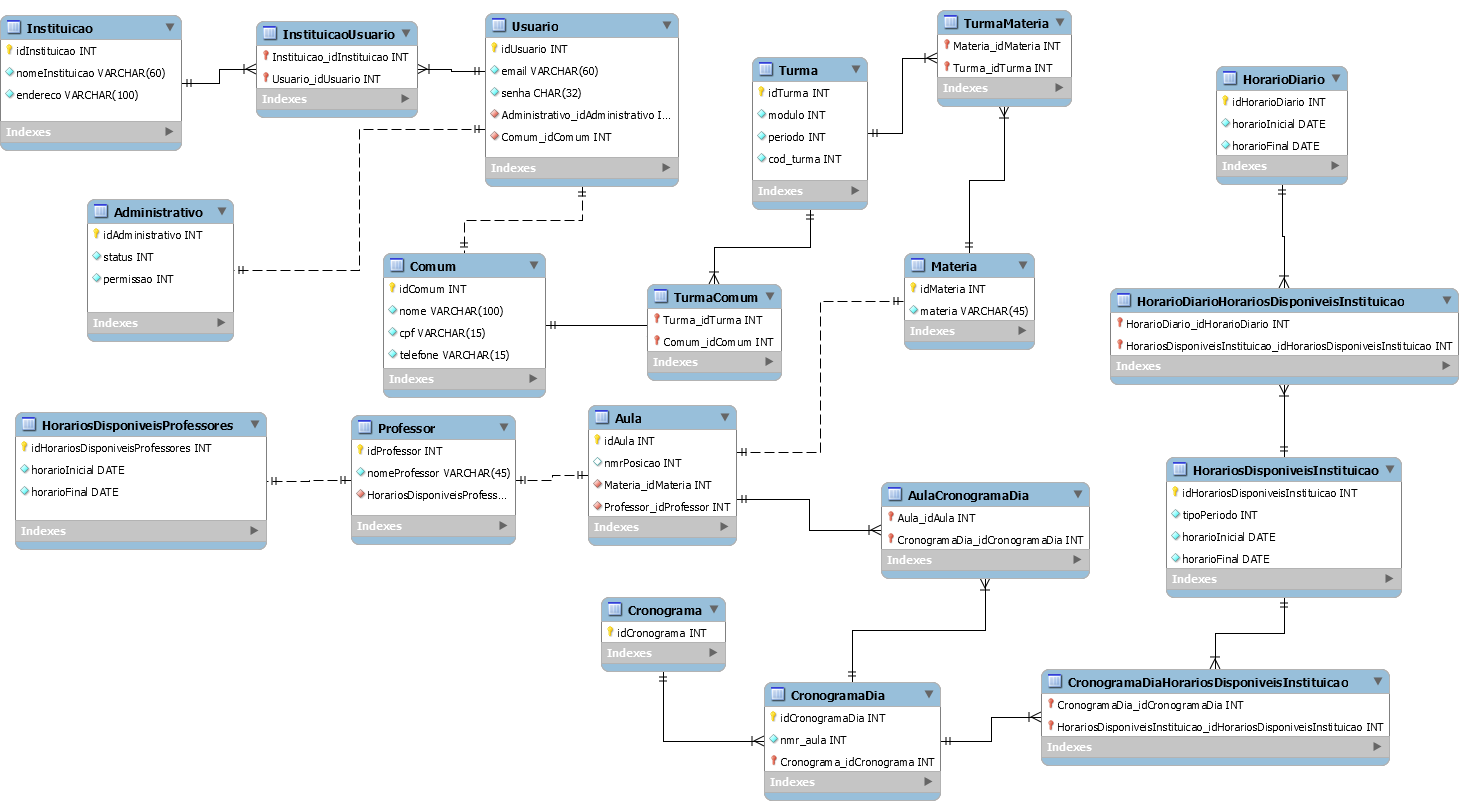 Instituicao
idInstituicao INT
nomeInstituicao VARCHAR(60)
endereco VARCHAR(100)
Indexes
InstituicaoUsuario
Instituicao_idInstituicao INT
Usuario_idUsuario INT
Indexes
Usuario
idUsuario INT
email VARCHAR(60)
senha CHAR(32)
Administrativo_idAdministrativo I...
Comum_idComum INT
Indexes
Turma
idTurma INT
modulo INT
periodo INT
cod_turma INT
Indexes
TurmaMateria
Materia_idMateria INT
Turma_idTurma INT
Indexes
HorarioDiario
idHorarioDiario INT
horarioInicial DATE
horarioFinal DATE
Indexes
Administrativo
idAdministrativo INT
status INT
permissao INT
Indexes
Comum
idComum INT
nome VARCHAR(100)
cpf VARCHAR(15)
telefone VARCHAR(15)
Indexes
TurmaComum
Turma_idTurma INT
Comum_idComum INT
Indexes
Materia
idMateria INT
materia VARCHAR(45)
Indexes
HorarioDiarioHorariosDisponiveisInstituicao
HorarioDiario_idHorarioDiario INT
HorariosDisponiveisInstituicao_idHorariosDisponiveisInstituicao INT
Indexes
HorariosDisponiveisProfessores
idHorariosDisponiveisProfessores INT
horarioInicial DATE
horarioFinal DATE
Indexes
Professor
idProfessor INT
nomeProfessor VARCHAR(45)
HorariosDisponiveisProfess...
Indexes
Aula
idAula INT
nmrPosicao INT
Materia_idMateria INT
Professor_idProfessor INT
Indexes
AulaCronogramaDia
Aula_idAula INT
CronogramaDia_idCronogramaDia INT
Indexes
HorariosDisponiveisInstituicao
idHorariosDisponiveisInstituicao INT
tipoPeriodo INT
horarioInicial DATE
horarioFinal DATE
Indexes
Cronograma
idCronograma INT
Indexes
CronogramaDia
idCronogramaDia INT
nmr_aula INT
Cronograma_idCronograma INT
Indexes
CronogramaDiaHorariosDisponiveisInstituicao
CronogramaDia_idCronogramaDia INT
HorariosDisponiveisInstituicao_idHorariosDisponiveisInstituicao INT
Indexes